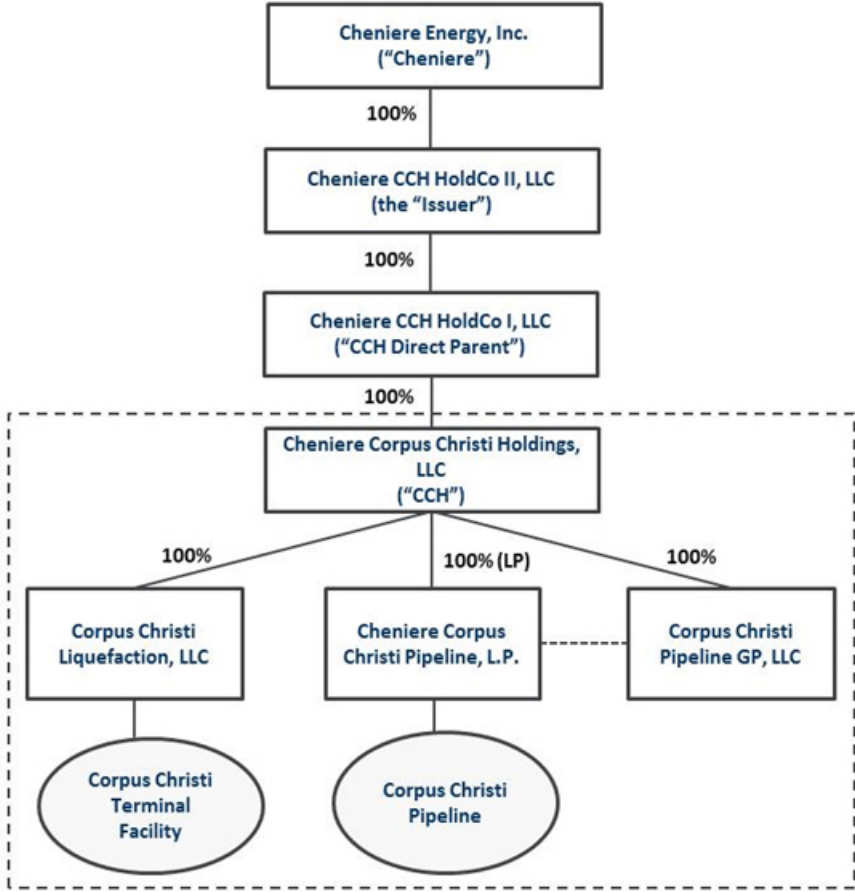 Cheniere Energy, Inc.
(“Cheniere”)
100%
Cheniere CCH HoldCo II, LLC
(the “Issuer”)
100%
Cheniere CCH HoldCo I, LLC
(“CCH Direct Parent”)
100%
Cheniere Corpus Christi Holdings,
LLC
(“CCH”)
100%
100% (LP)
100%
Corpus Christi
Liquefaction, LLC
Cheniere Corpus
Christi Pipeline, L.P.
Corpus Christi
Pipeline GP, LLC
Corpus Christi
Terminal
Facility
Corpus Christi
Pipeline